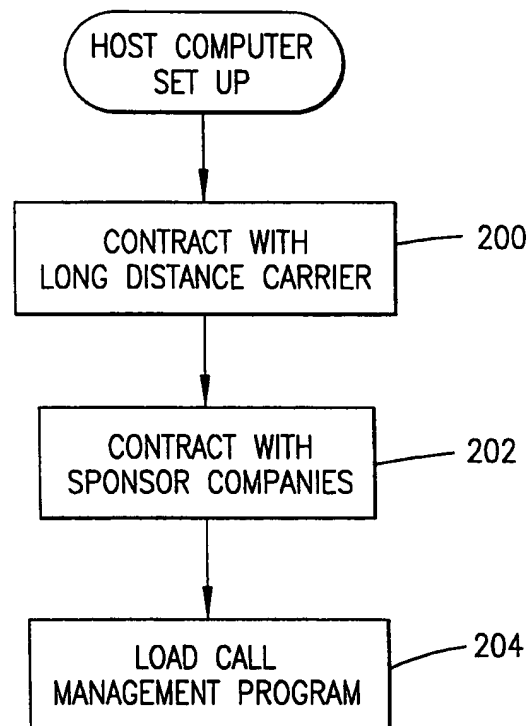 HOST COMPUTER
SET UP
CONTRACT WITH
LONG DISTANCE CARRIER
200
CONTRACT WITH
SPONSOR COMPANIES
202
LOAD CALL
MANAGEMENT PROGRAM
204